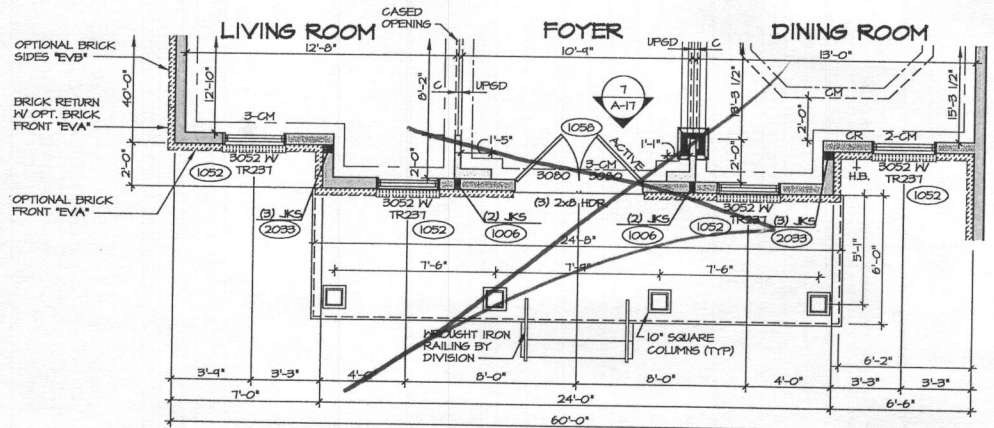 CASED
OPENING
LIVING ROOM
FOYER
DINING ROOM
OPTIONAL BRICK
SIDES "EVB"
12'-8"
10'-9"
13'-0"
UPGD
C
40'-0"
12'-10"
8'-2"
C
UPGD
7
A-17
13'-3 1/2"
CM
2'-0"
15'-3 1/2"
BRICK RETURN
W/ OPT. BRICK
FRONT "EVA"
3-CM
1058
1'-5"
1'-1"
ACTIVE
CR
2-CM
2'-0"
3052 W/
TR237
1052
2'-0"
3-CM
3080
3080
2'-0"
H.B.
3052 W/
TR237
1052
OPTIONAL BRICK
FRONT "EVA"
3052 W/
TR237
(3) 2x8 HDR
3052 W/
TR237
(3) JKS
2033
1052
(2) JKS
1006
(2) JKS
1006
1052
(3) JKS
2033
24'-8"
5'-1"
6'-0"
7'-6"
7'-9"
7'-6"
WROUGHT IRON
RAILING BY
DIVISION
10" SQUARE
COLUMNS (TYP)
6'-2"
3'-9"
3'-3"
4'-0"
8'-0"
8'-0"
4'-0"
3'-3"
3'-3"
7'-0"
24'-0"
6'-6"
60'-0"